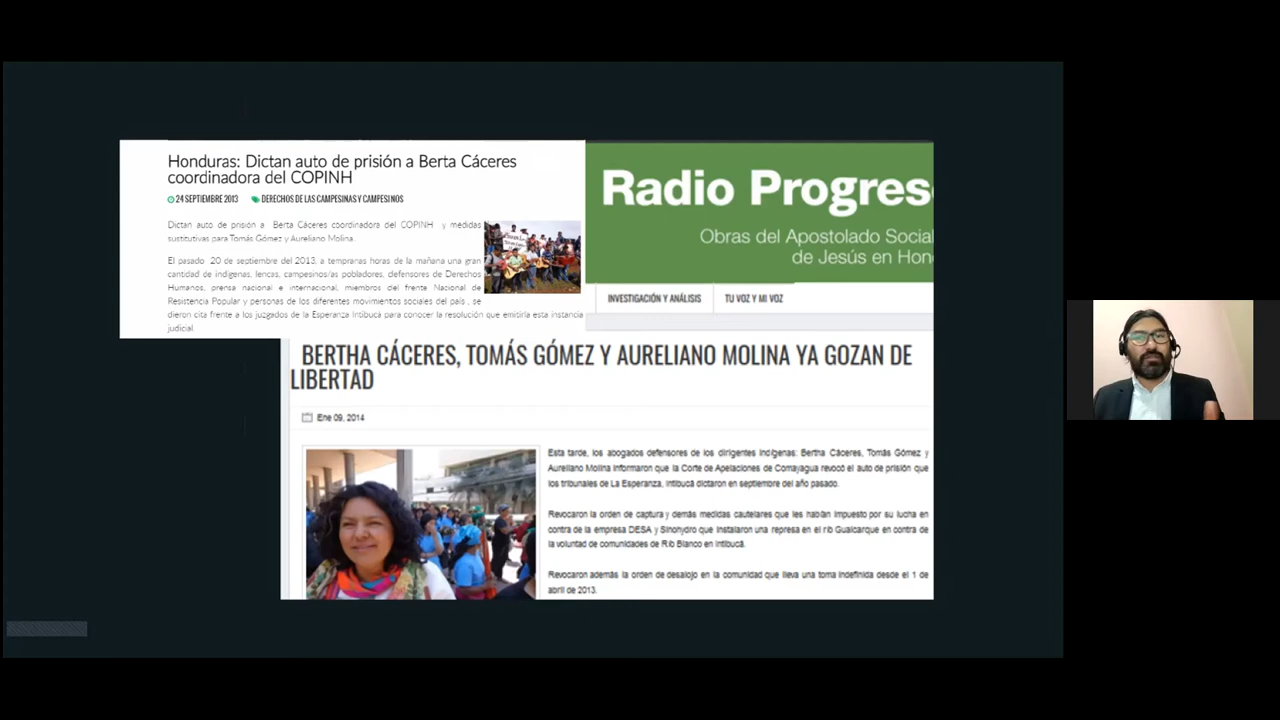 Honduras: Dictan auto de prisión a Berta Cáceres
coordinadora del COPINH
24 SEPTIEMBRE 2013 DERECHOS DE LAS CAMPESINAS Y CAMPESINOS
Dictan auto de prisión a Berta Cáceres coordinadora del COPINH y medidas
sustitutivas para Tomás Gómez y Aureliano Molina.
El pasado 20 de septiembre del 2013, a tempranas horas de la mañana una gran
cantidad de indígenas, lencas, campesinos/as pobladores, defensores de Derechos
Humanos, prensa nacional e internacional, miembros del frente Nacional de
Resistencia Popular y personas de los diferentes movimientos sociales del país , se
dieron cita frente a los juzgados de la Esperanza Intibucá para conocer la resolución que emitiría esta instancia
judicial.
Radio Progres
Obras del Apostolado Social
de Jesús en Hon
INVESTIGACIÓN Y ANÁLISIS TU VOZ Y MI VOZ
BERTHA CÁCERES, TOMÁS GÓMEZ Y AURELIANO MOLINA YA GOZAN DE
LIBERTAD
Ene 09, 2014
Esta tarde, los abogados defensores de los dirigentes indígenas: Bertha Cáceres, Tomás Gómez y
Aureliano Molina informaron que la Corte de Apelaciones de Comayagua revocó el auto de prisión que
los tribunales de La Esperanza, Intibucá dictaron en septiembre del año pasado.
Revocaron la orden de captura y demás medidas cautelares que les habían impuesto por su lucha en
contra de la empresa DESA y Sinohydro que instalaron una represa en el río Gualcarque en contra de
la voluntad de comunidades de Río Blanco en Intibucá.
Revocaron además la orden de desalojo en la comunidad que lleva una toma indefinida desde el 1 de
abril de 2013.